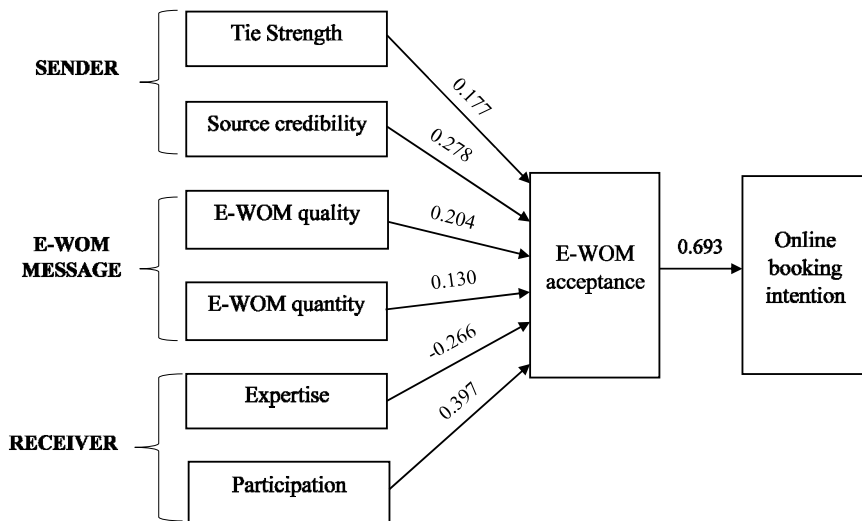 SENDER
Tie Strength
Source credibility
0.177
0.278
E-WOM
MESSAGE
E-WOM quality
E-WOM quantity
0.204
0.130
RECEIVER
Expertise
Participation
-0.266
0.397
E-WOM
acceptance
0.693
Online
booking
intention